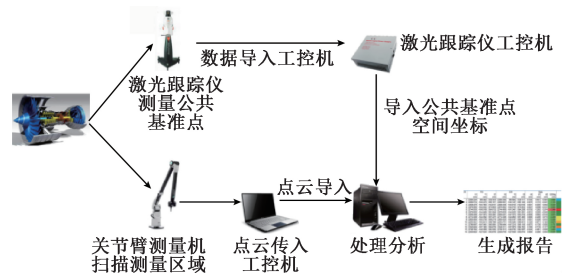 数据导入工控机
激光跟踪仪工控机
激光跟踪仪
测量公共
基准点
导入公共基准点
空间坐标
点云导入
关节臂测量机
扫描测量区域
点云传入
工控机
处理分析
生成报告